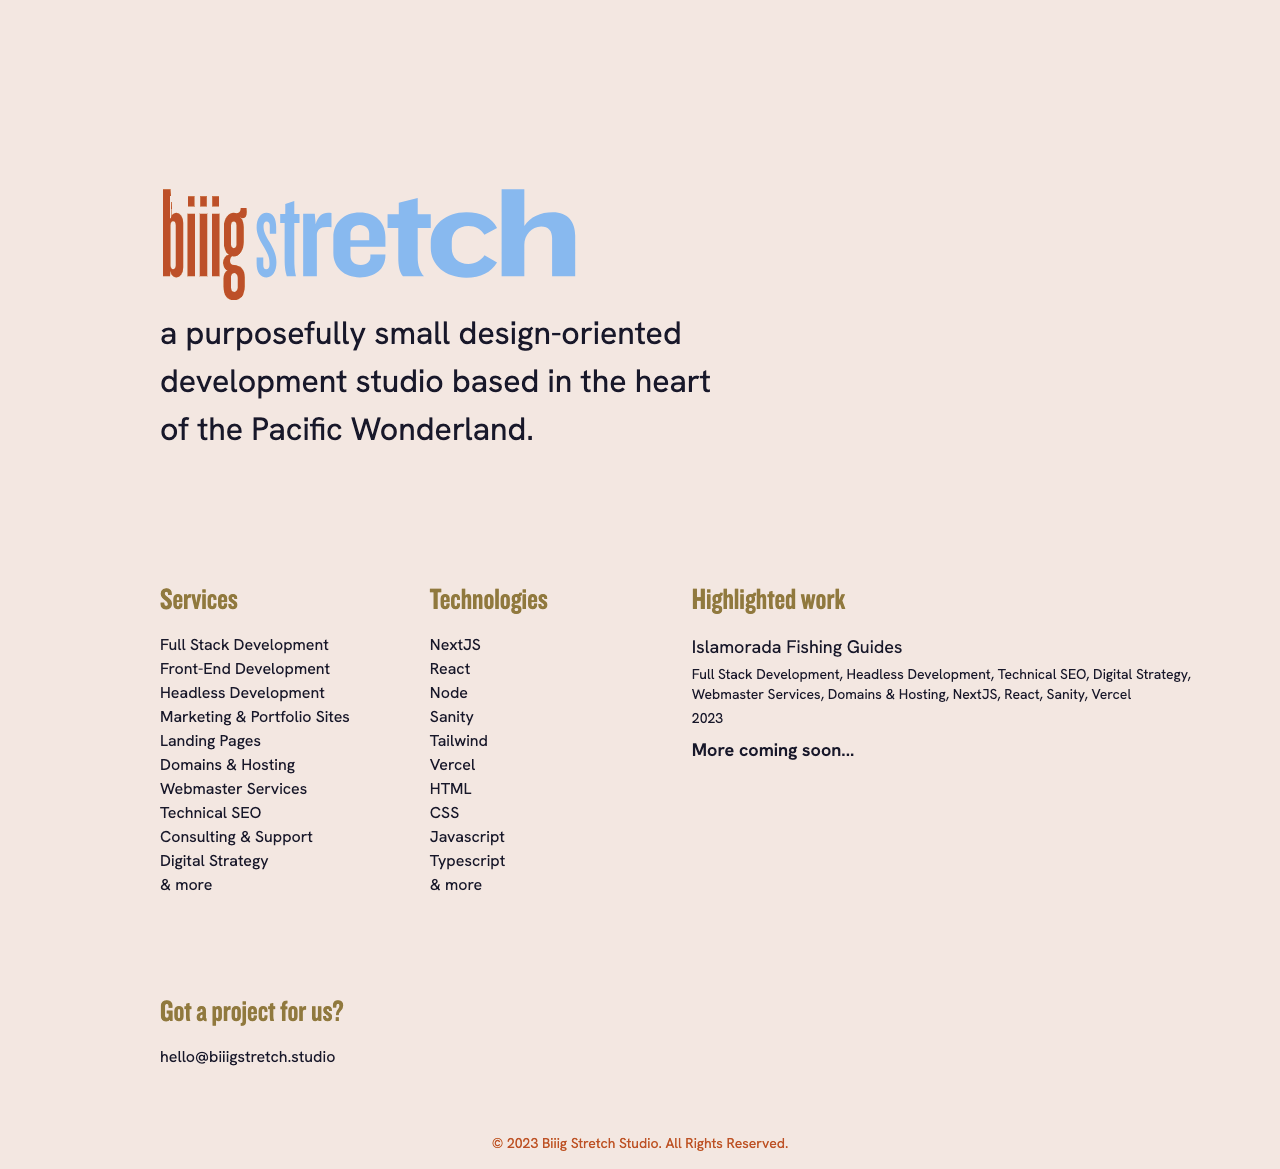 biiig stretch
a purposefully small design-oriented
development studio based in the heart
of the Pacific Wonderland.
Services
Full Stack Development
Front-End Development
Headless Development
Marketing & Portfolio Sites
Landing Pages
Domains & Hosting
Webmaster Services
Technical SEO
Consulting & Support
Digital Strategy
& more
Technologies
NextJS
React
Node
Sanity
Tailwind
Vercel
HTML
CSS
Javascript
Typescript
& more
Highlighted work
Islamorada Fishing Guides
Full Stack Development, Headless Development, Technical SEO, Digital Strategy,
Webmaster Services, Domains & Hosting, NextJS, React, Sanity, Vercel
2023
More coming soon...
Got a project for us?
hello@biiigstretch.studio
© 2023 Biiig Stretch Studio. All Rights Reserved.